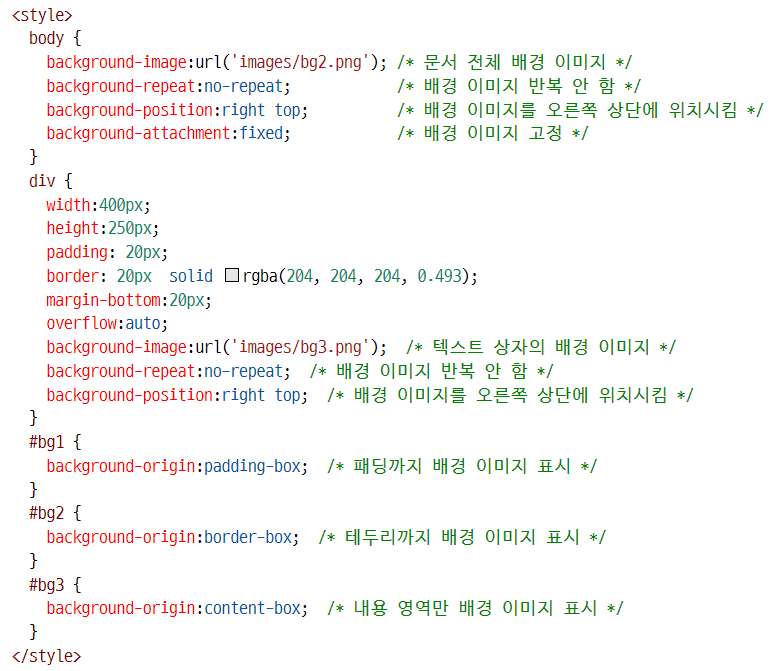 <style>
body {
background-image:url('images/bg2.png'); /* 문서 전체 배경 이미지 */
background-repeat:no-repeat; /* 배경 이미지 반복 안 함 */
background-position:right top; /* 배경 이미지를 오른쪽 상단에 위치시킴 */
background-attachment:fixed; /* 배경 이미지 고정 */
}
div {
width:400px;
height:250px;
padding: 20px;
border: 20px solid rgba(204, 204, 204, 0.493);
margin-bottom:20px;
overflow:auto;
background-image:url('images/bg3.png'); /* 텍스트 상자의 배경 이미지 */
background-repeat:no-repeat; /* 배경 이미지 반복 안 함 */
background-position:right top; /* 배경 이미지를 오른쪽 상단에 위치시킴 */
}
#bg1 {
background-origin:padding-box; /* 패딩까지 배경 이미지 표시 */
}
#bg2 {
background-origin:border-box; /* 테두리까지 배경 이미지 표시 */
}
#bg3 {
background-origin:content-box; /* 내용 영역만 배경 이미지 표시 */
}
</style>